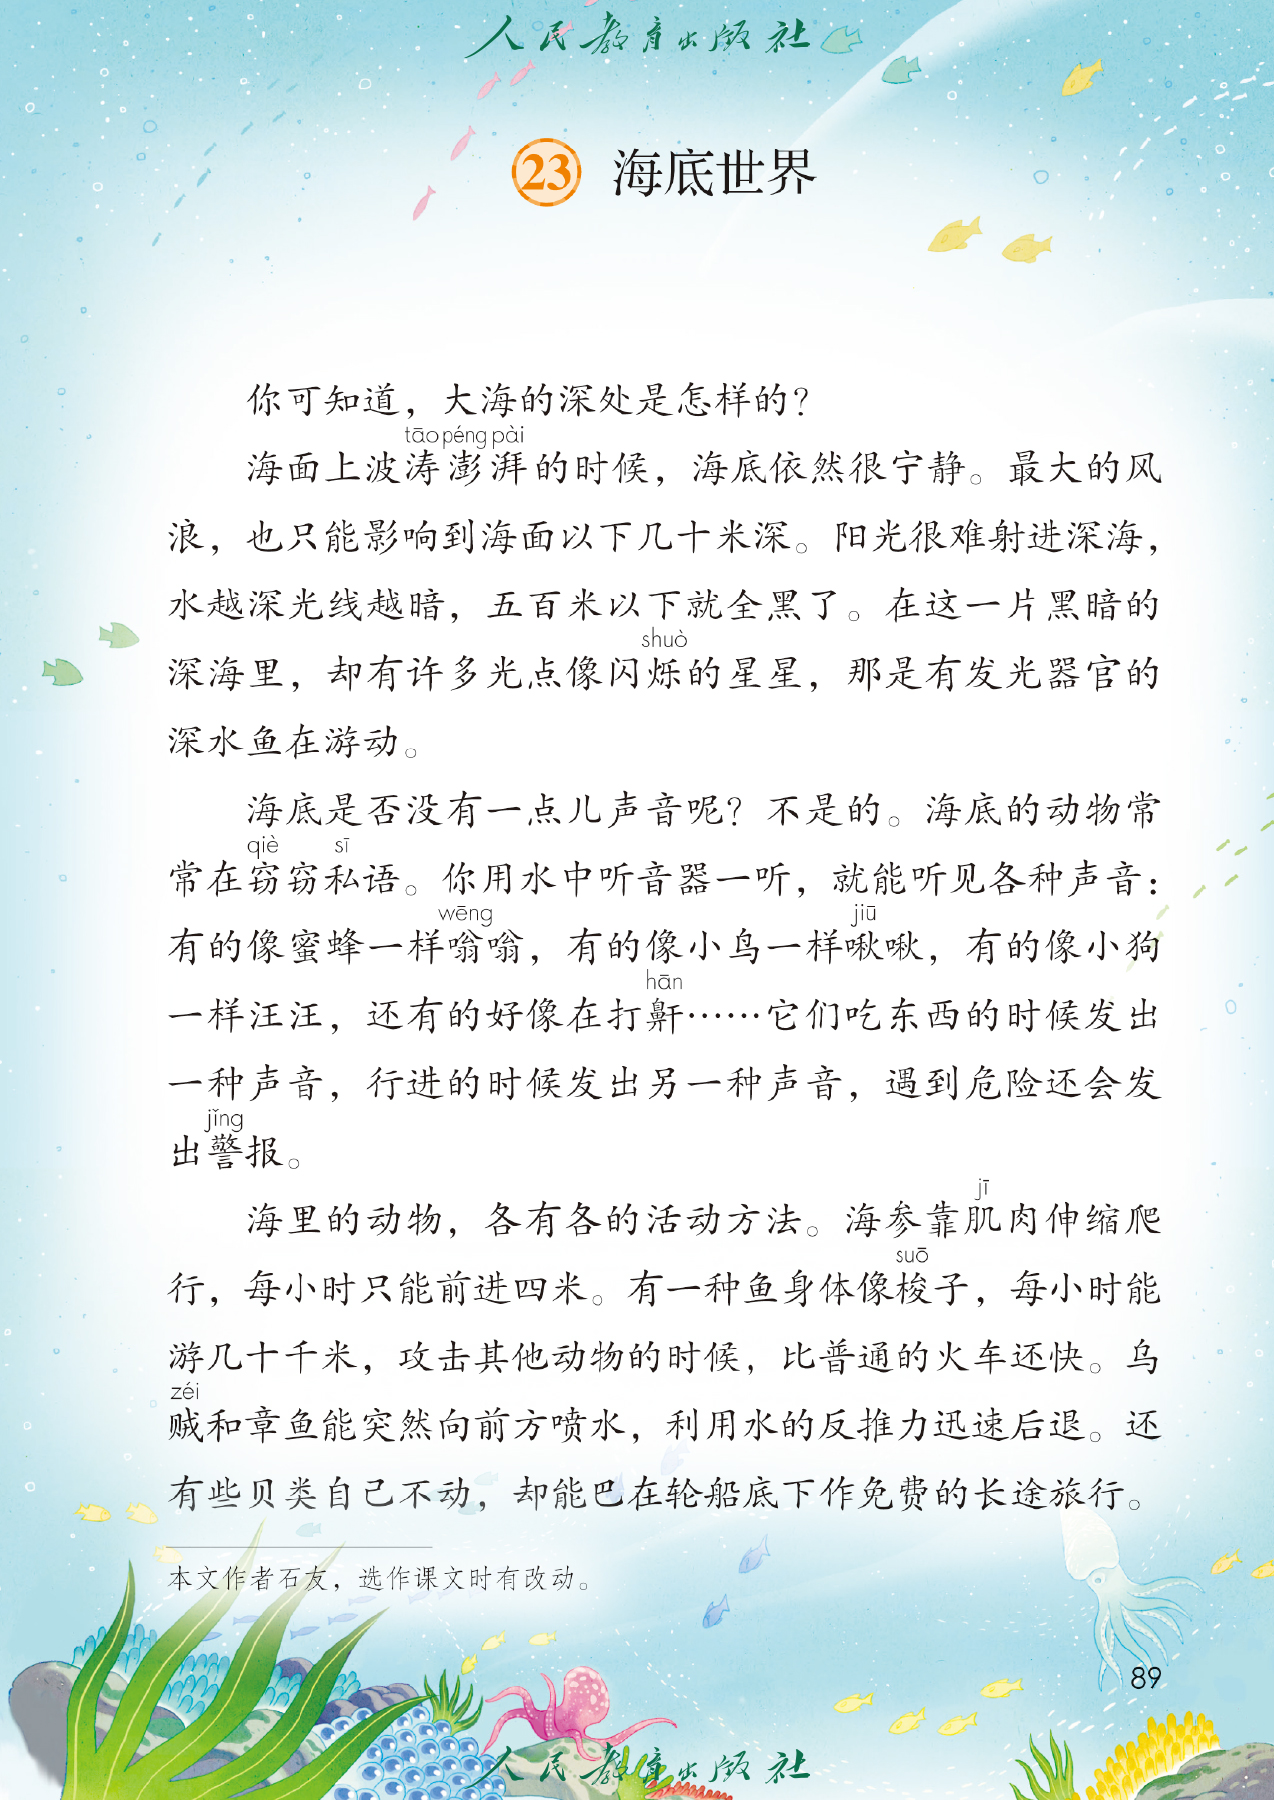 人民教育出版社
23 海底世界
你可知道，大海的深处是怎样的？
tāo péng pài
海面上波涛澎湃的时候，海底依然很宁静。最大的风
浪，也只能影响到海面以下几十米深。阳光很难射进深海，
水越深光线越暗，五百米以下就全黑了。在这一片黑暗的
shuò
深海里，却有许多光点像闪烁的星星，那是有发光器官的
深水鱼在游动。
海底是否没有一点儿声音呢？不是的。海底的动物常
qiè sī
常在窃窃私语。你用水中听音器一听，就能听见各种声音：
wēng jiū
有的像蜜蜂一样嗡嗡，有的像小鸟一样啾啾，有的像小狗
hān
一样汪汪，还有的好像在打鼾……它们吃东西的时候发出
一种声音，行进的时候发出另一种声音，遇到危险还会发
jǐng
出警报。
jī
海里的动物，各有各的活动方法。海参靠肌肉伸缩爬
suō
行，每小时只能前进四米。有一种鱼身体像梭子，每小时能
游几十千米，攻击其他动物的时候，比普通的火车还快。乌
zéi
贼和章鱼能突然向前方喷水，利用水的反推力迅速后退。还
有些贝类自己不动，却能巴在轮船底下作免费的长途旅行。
本文作者石友，选作课文时有改动。
89
人民教育出版社